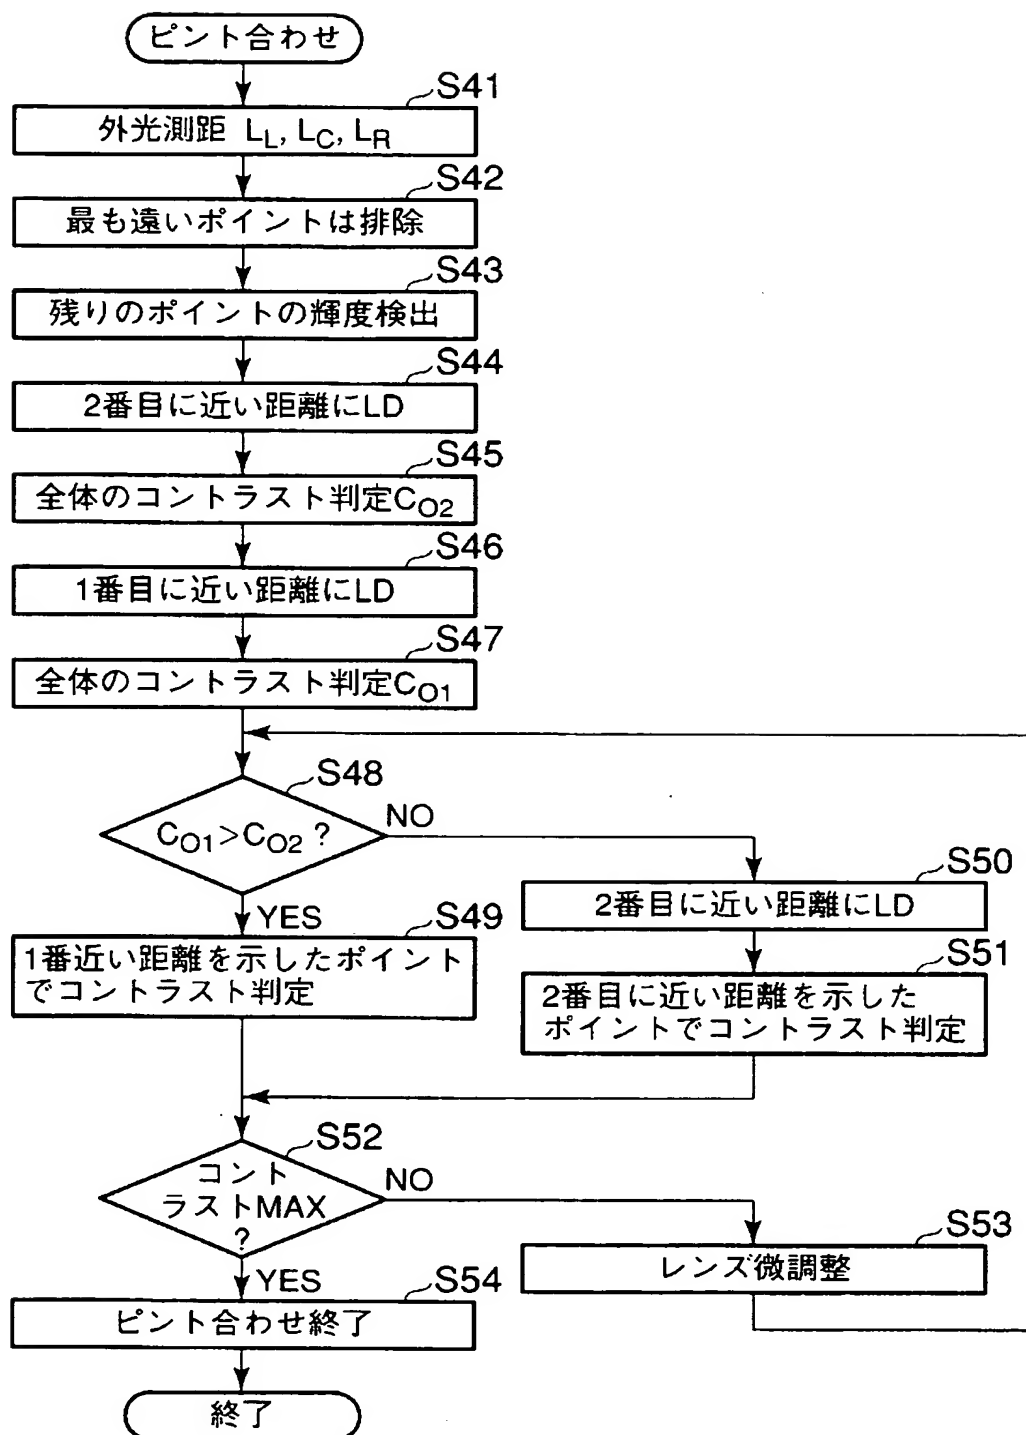 ピント合わせ
S41
外光測距 LL, LC, LR
S42
最も遠いポイントは排除
S43
残りのポイントの輝度検出
S44
2番目に近い距離にLD
S45
全体のコントラスト判定CO2
S46
1番目に近い距離にLD
S47
全体のコントラスト判定CO1
S48
CO1>CO2 ?
NO
YES
S49
1番近い距離を示したポイント
でコントラスト判定
S50
2番目に近い距離にLD
S51
2番目に近い距離を示した
ポイントでコントラスト判定
S52
コント
ラストMAX
?
NO
YES
S53
レンズ微調整
S54
ピント合わせ終了
終了